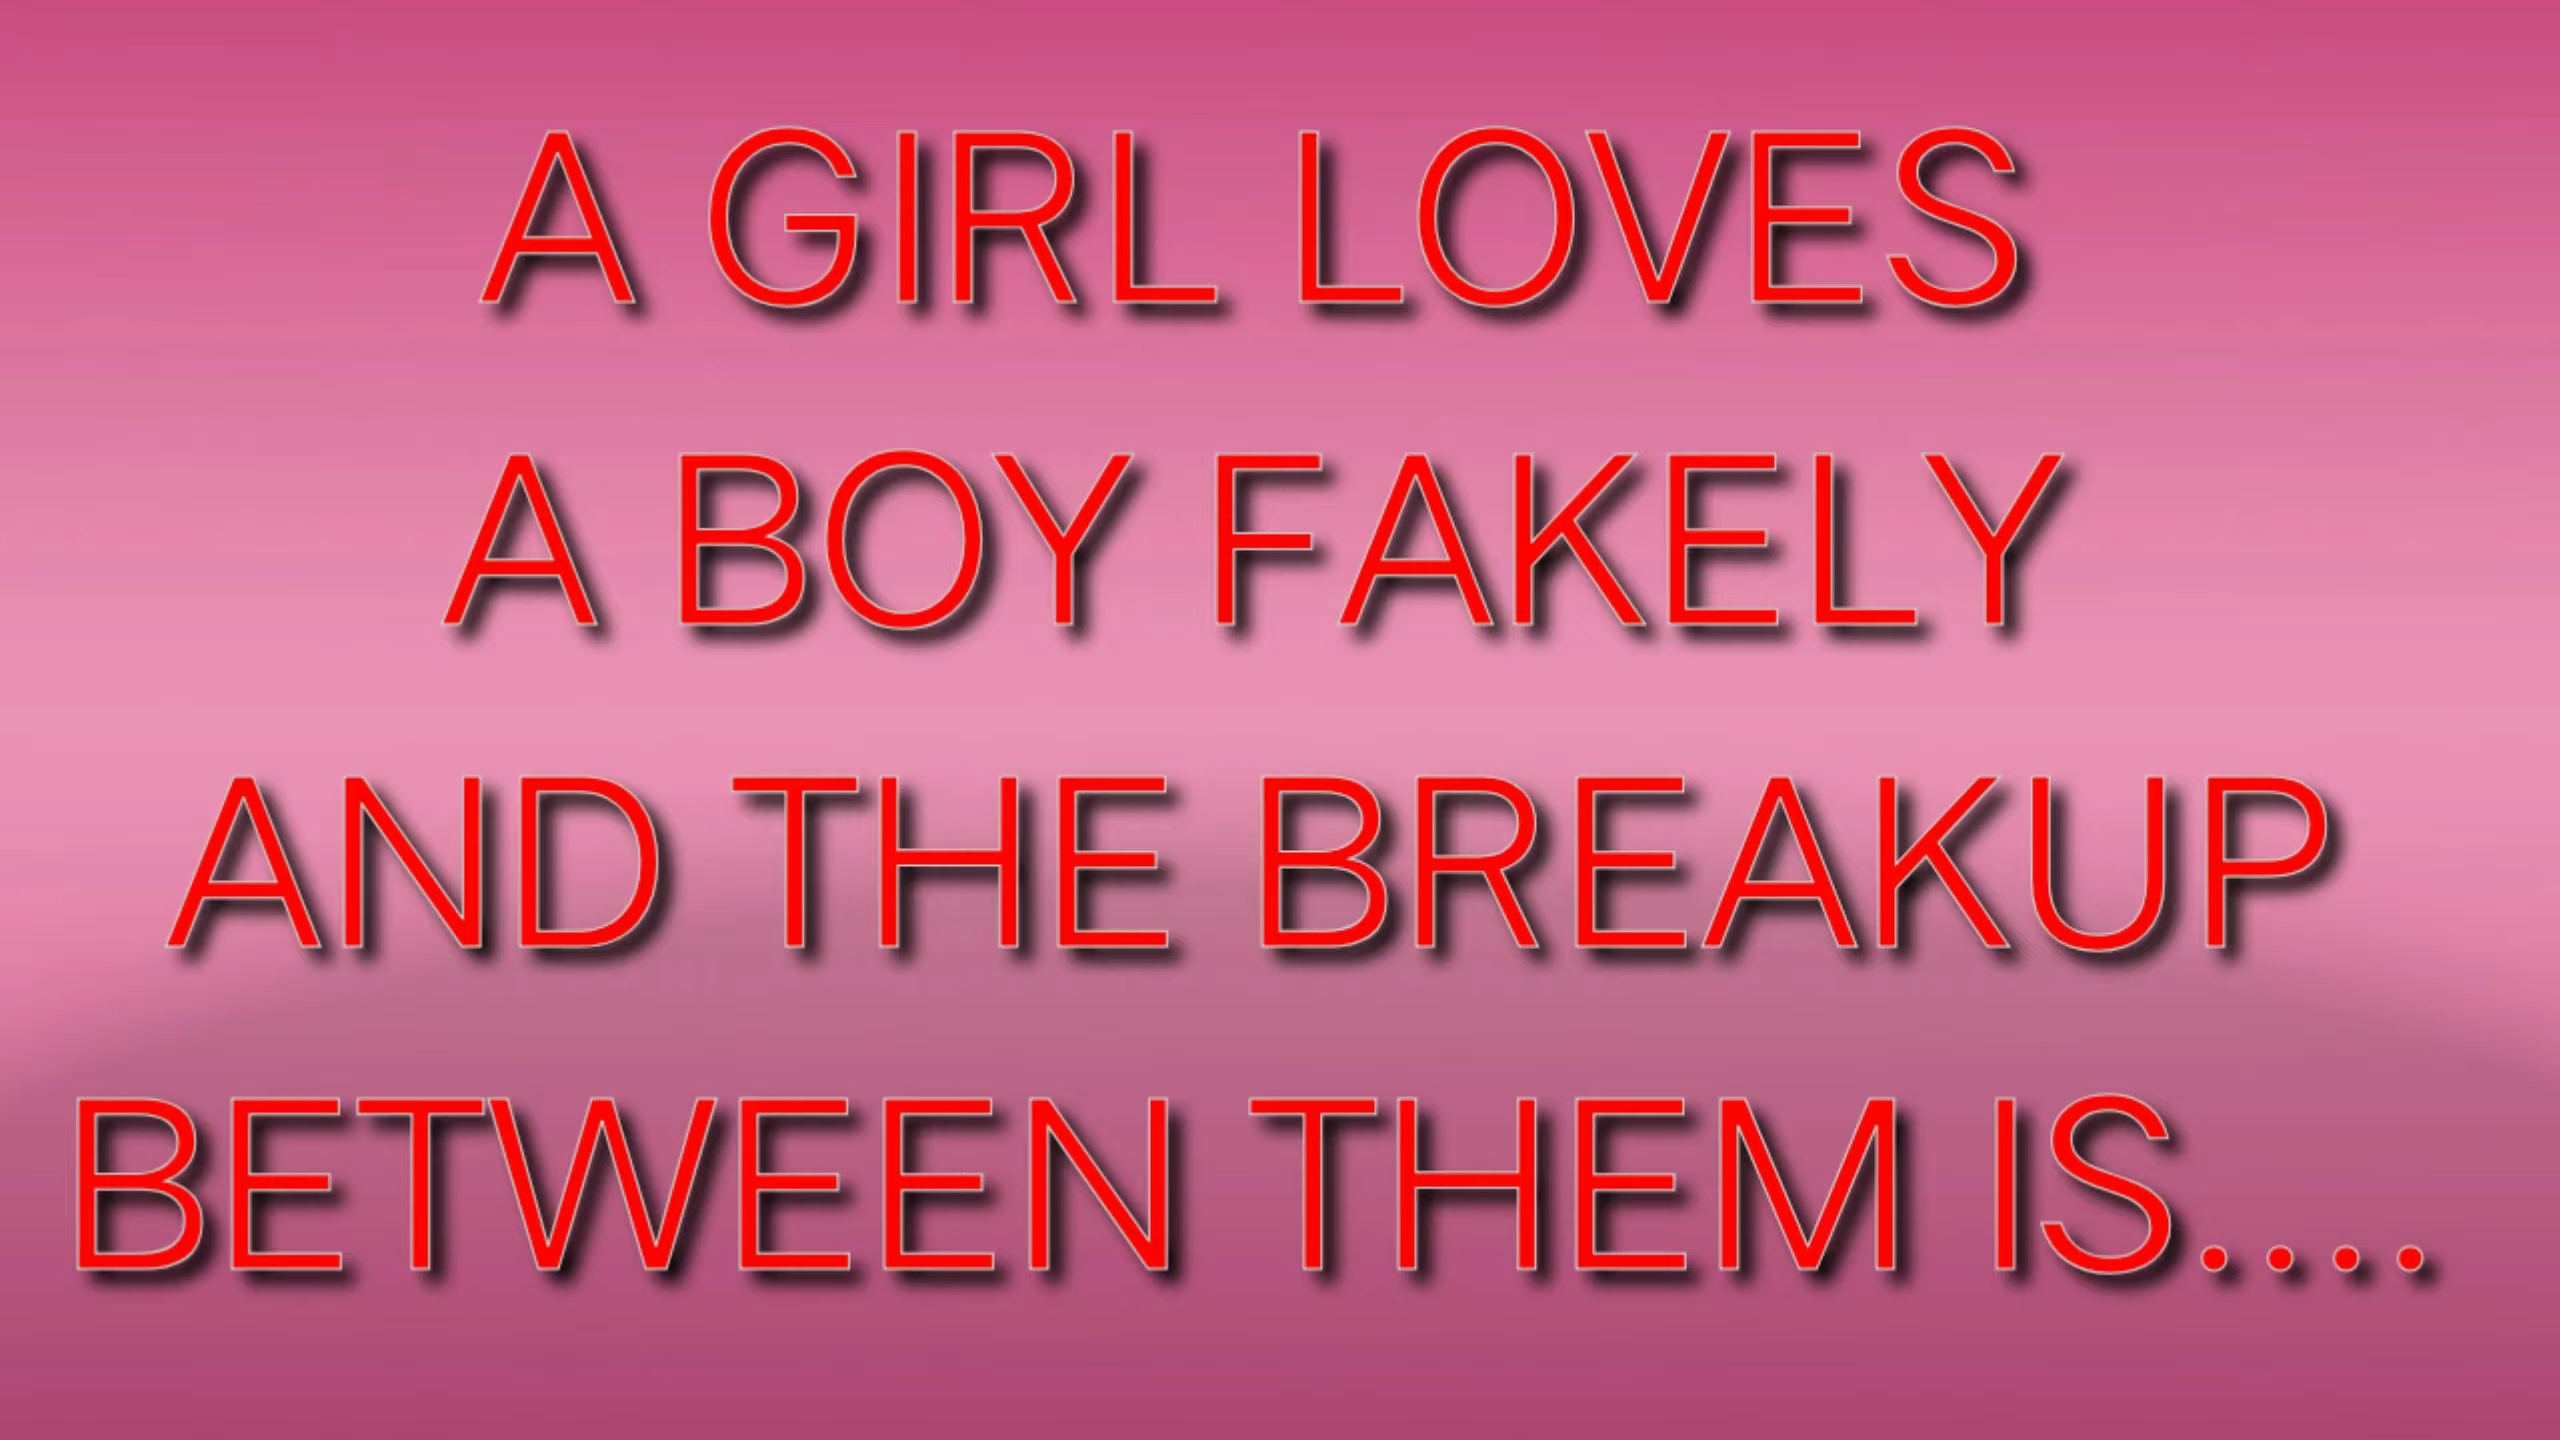 A GIRL LOVES
A BOY FAKELY
AND THE BREAKUP
BETWEEN THEM IS....